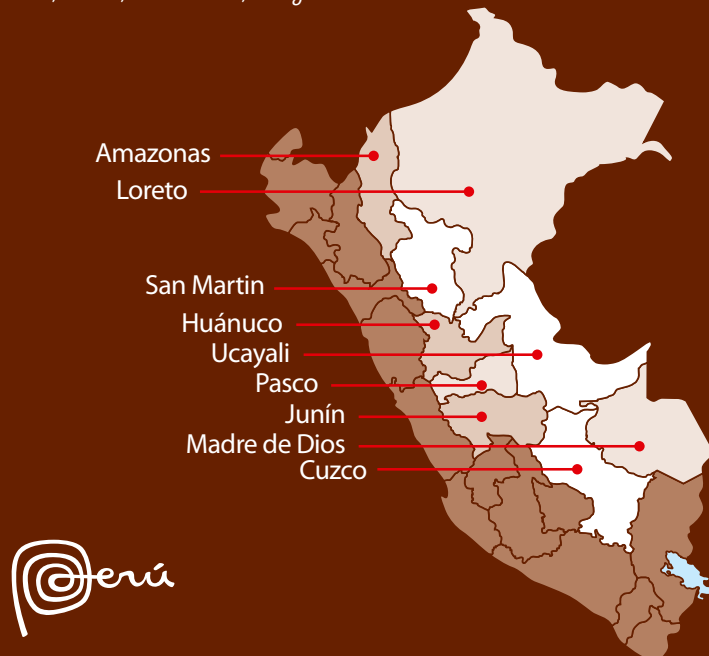 Amazonas
Loreto
San Martin
Huánuco
Ucayali
Pasco
Junín
Madre de Dios
Cuzco
Perú